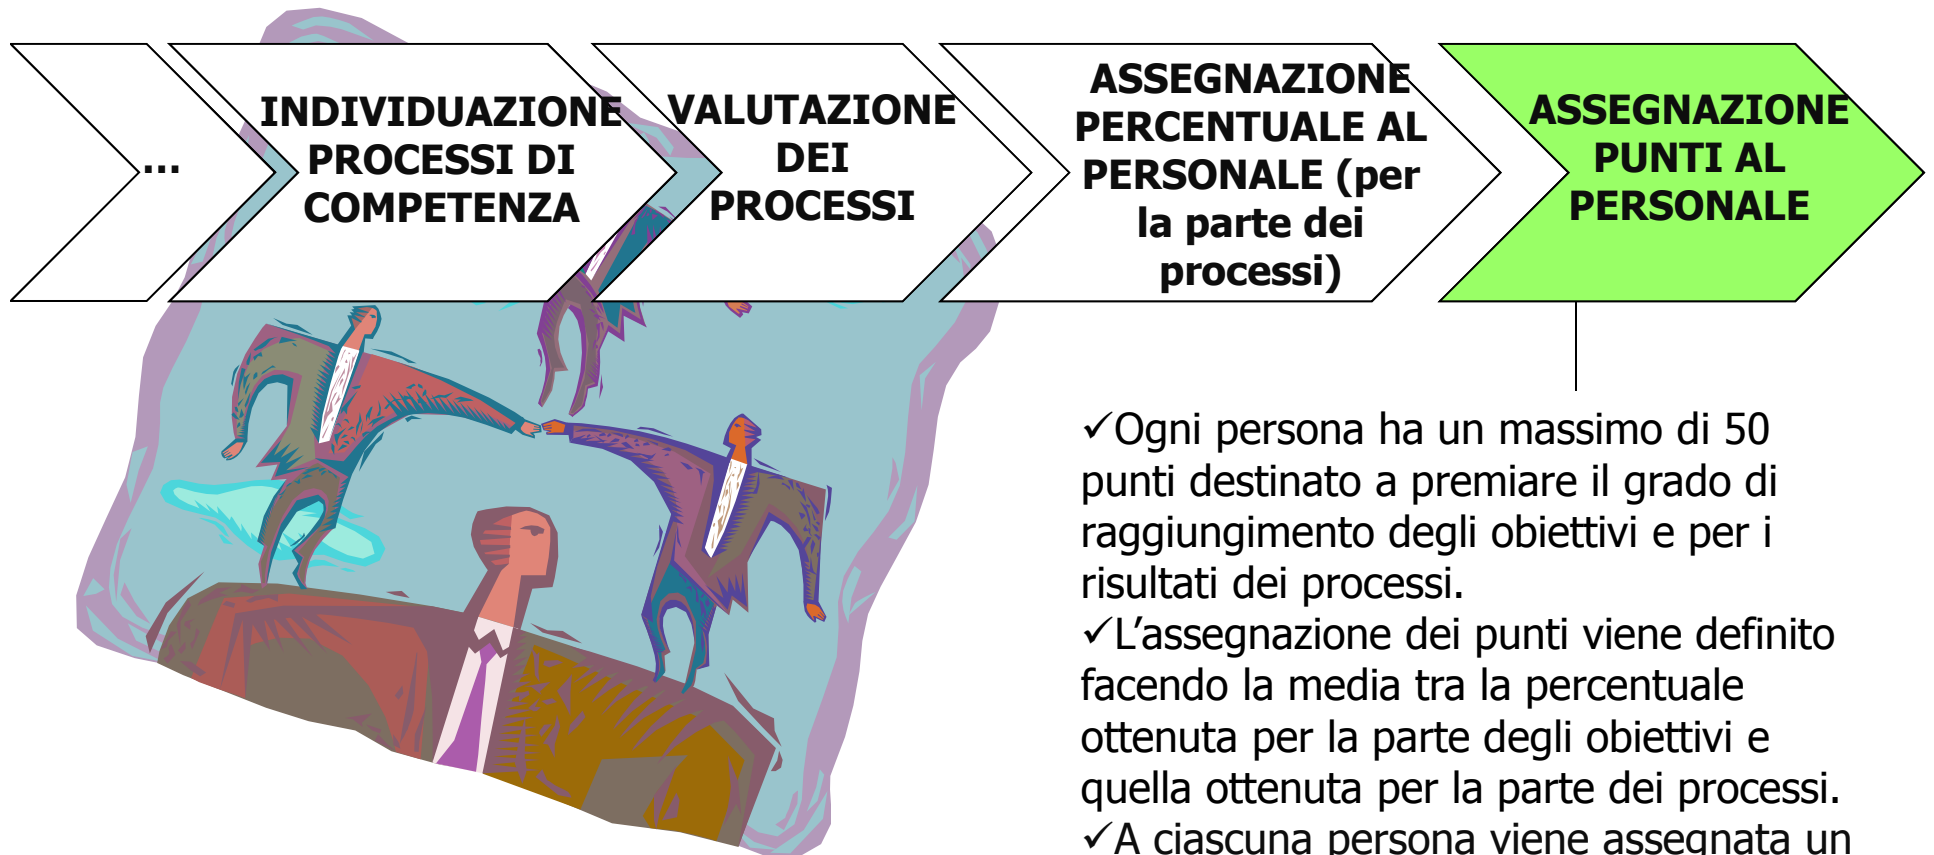 ...
INDIVIDUAZIONE
PROCESSI DI
COMPETENZA
VALUTAZIONE
DEI
PROCESSI
ASSEGNAZIONE
PERCENTUALE AL
PERSONALE (per
la parte dei
processi)
ASSEGNAZIONE
PUNTI AL
PERSONALE
✓Ogni persona ha un massimo di 50
punti destinato a premiare il grado di
raggiungimento degli obiettivi e per i
risultati dei processi.
✓L’assegnazione dei punti viene definito
facendo la media tra la percentuale
ottenuta per la parte degli obiettivi e
quella ottenuta per la parte dei processi.
✓A ciascuna persona viene assegnata un